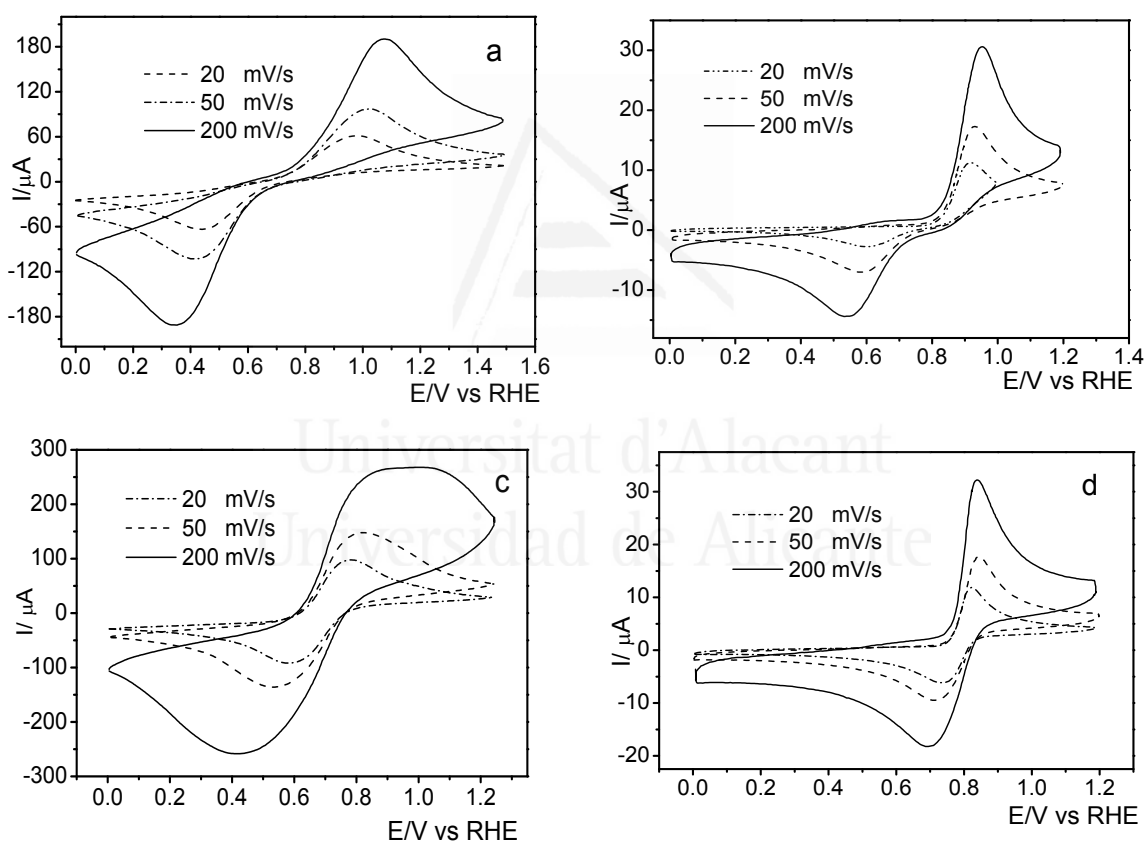 a
20 mV/s
50 mV/s
200 mV/s
I/µA
180
120
60
0
-60
-120
-180
0.0 0.2 0.4 0.6 0.8 1.0 1.2 1.4 1.6
E/V vs RHE
20 mV/s
50 mV/s
200 mV/s
I/µA
30
20
10
0
-10
0.0 0.2 0.4 0.6 0.8 1.0 1.2 1.4
E/V vs RHE
Universitat d'Alacant
Universidad de Alicante
c
20 mV/s
50 mV/s
200 mV/s
I/ µA
300
200
100
0
-100
-200
-300
0.0 0.2 0.4 0.6 0.8 1.0 1.2
E/V vs RHE
d
20 mV/s
50 mV/s
200 mV/s
I/ µA
30
20
10
0
-10
-20
0.0 0.2 0.4 0.6 0.8 1.0 1.2
E/V vs RHE